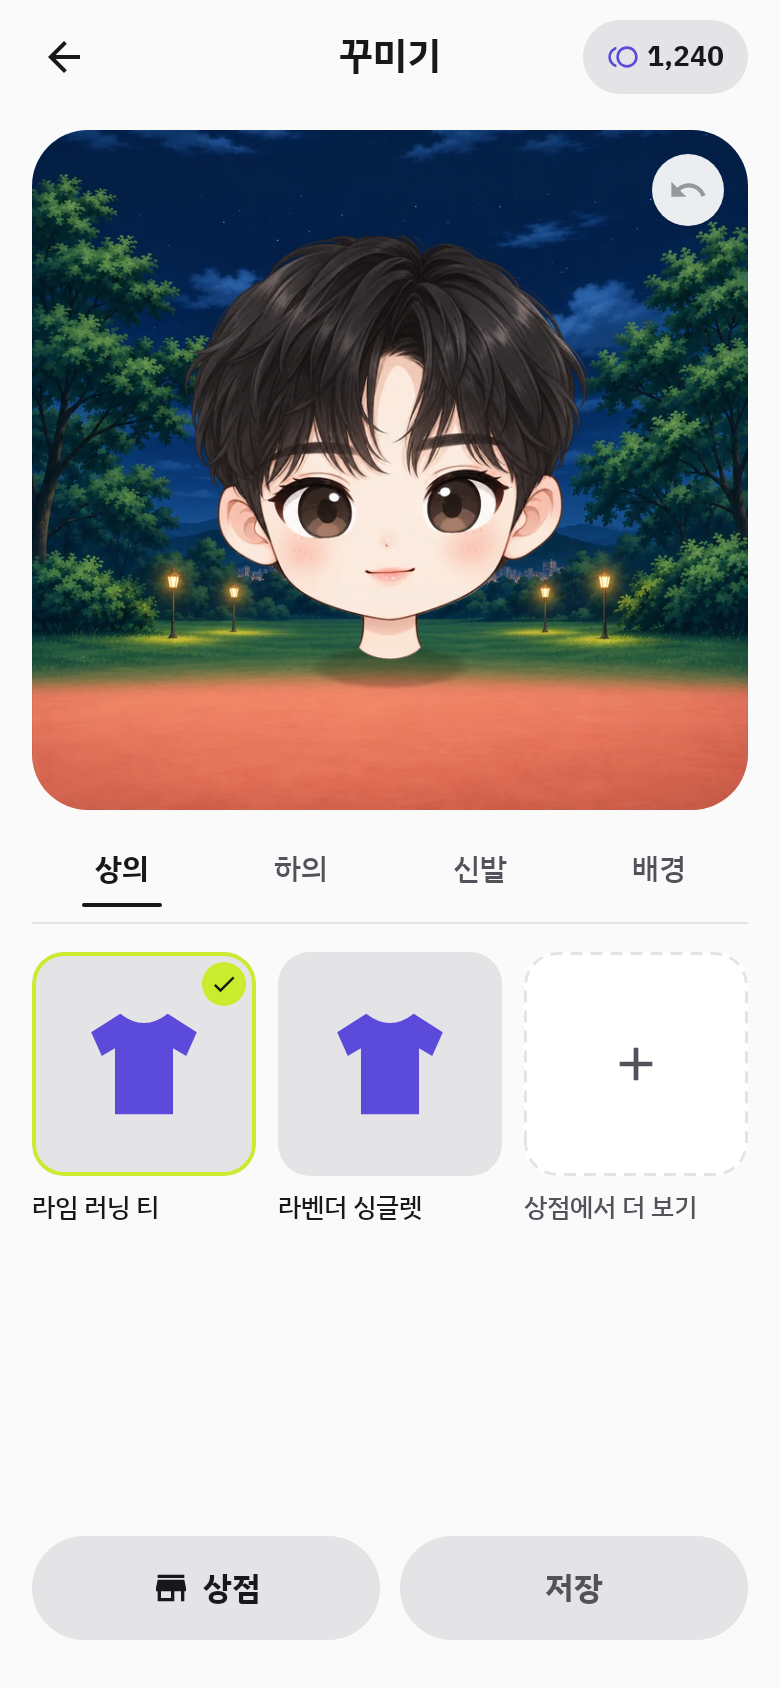 꾸미기
1,240
상의
하의
신발
배경
라임 러닝 티
라벤더 싱글렛
상점에서 더 보기
상점
저장